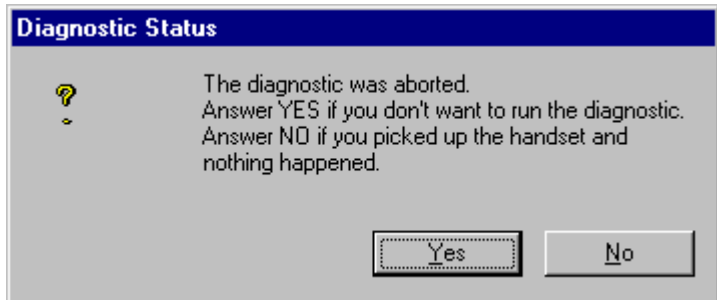 Diagnostic Status
The diagnostic was aborted.
Answer YES if you don't want to run the diagnostic.
Answer NO if you picked up the handset and
nothing happened.
Yes
No